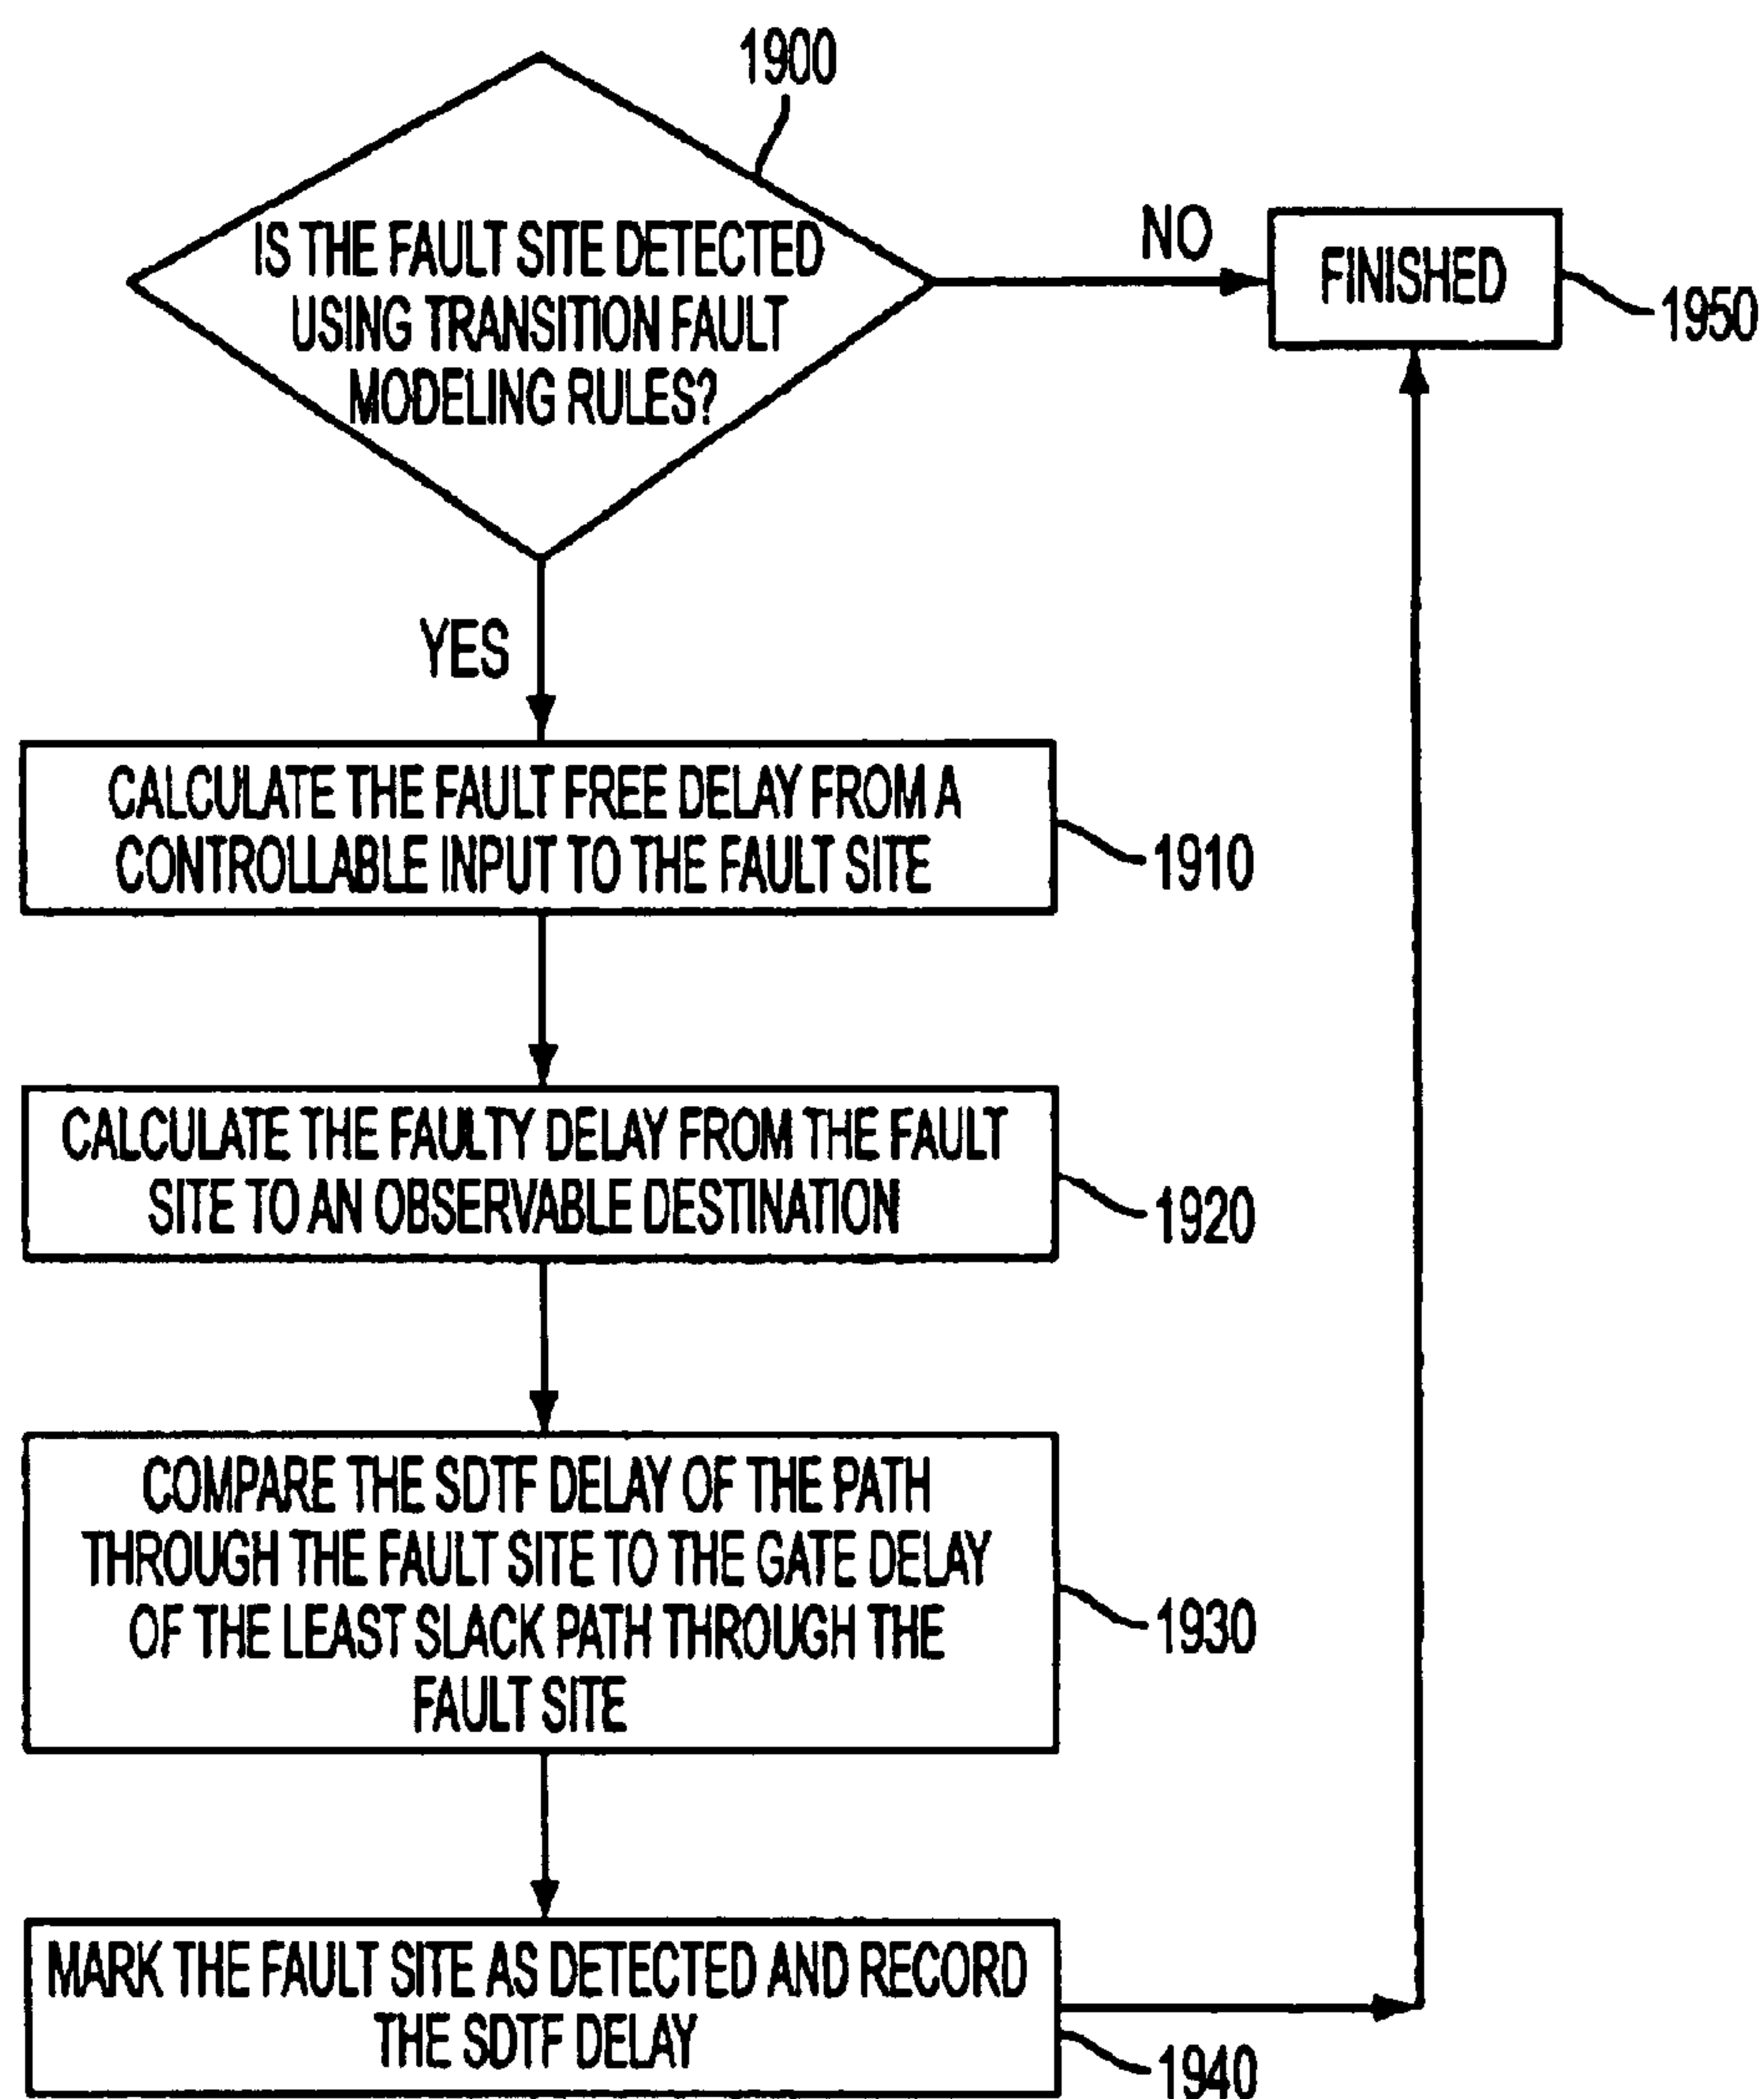 1900
IS THE FAULT SITE DETECTED
USING TRANSITION FAULT
MODELING RULES?
NO
FINISHED
1950
YES
CALCULATE THE FAULT FREE DELAY FROM A
CONTROLLABLE INPUT TO THE FAULT SITE
1910
CALCULATE THE FAULTY DELAY FROM THE FAULT
SITE TO AN OBSERVABLE DESTINATION
1920
COMPARE THE SDTF DELAY OF THE PATH
THROUGH THE FAULT SITE TO THE GATE DELAY
OF THE LEAST SLACK PATH THROUGH THE
FAULT SITE
1930
MARK THE FAULT SITE AS DETECTED AND RECORD
THE SDTF DELAY
1940